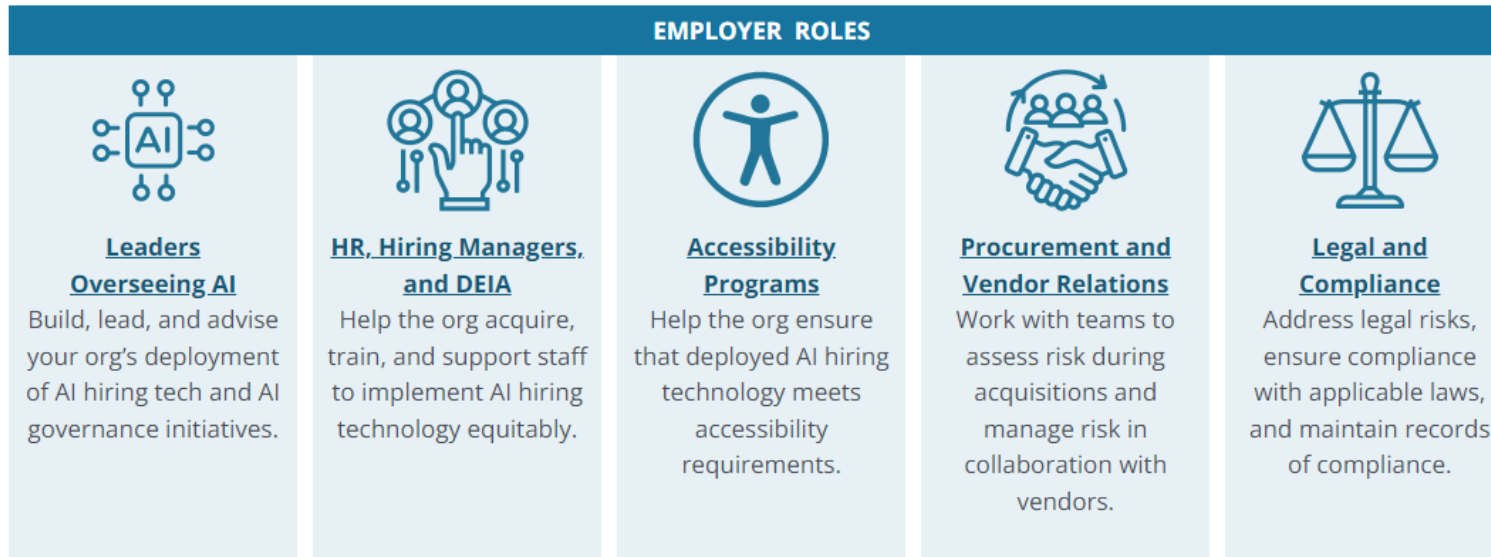 EMPLOYER ROLES
AI
Leaders
Overseeing AI
Build, lead, and advise
your org’s deployment
of AI hiring tech and AI
governance initiatives.
HR, Hiring Managers,
and DEIA
Help the org acquire,
train, and support staff
to implement AI hiring
technology equitably.
Accessibility
Programs
Help the org ensure
that deployed AI hiring
technology meets
accessibility
requirements.
Procurement and
Vendor Relations
Work with teams to
assess risk during
acquisitions and
manage risk in
collaboration with
vendors.
Legal and
Compliance
Address legal risks,
ensure compliance
with applicable laws,
and maintain records
of compliance.